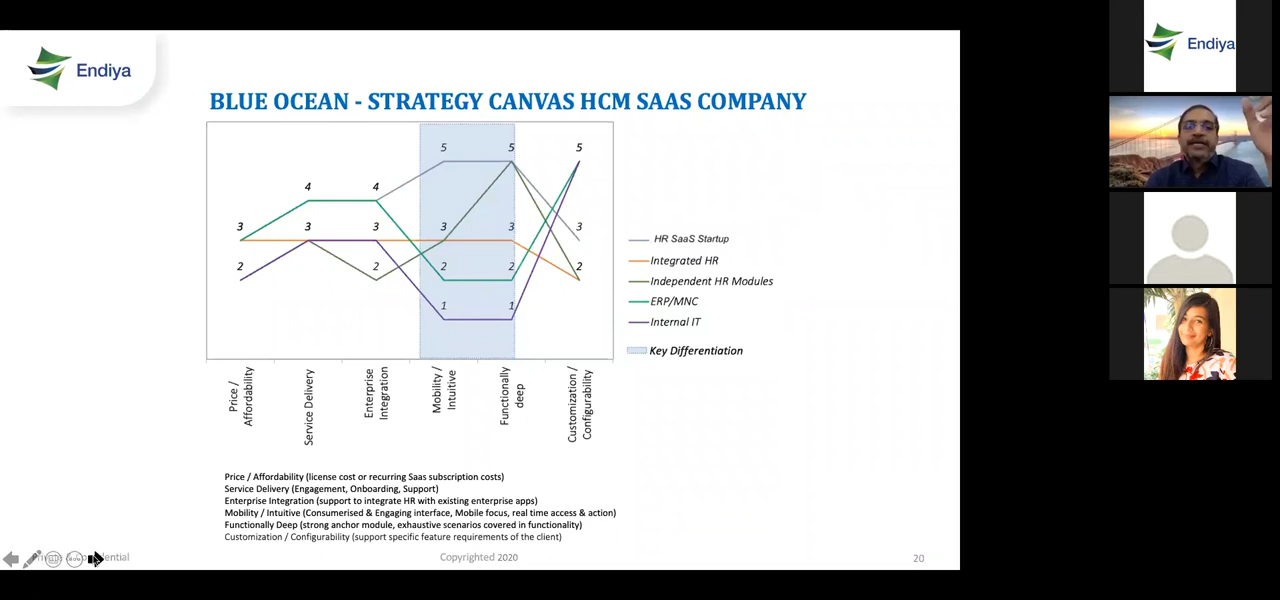 Endiya
BLUE OCEAN - STRATEGY CANVAS HCM SAAS COMPANY
5 5 5
4 4
3 3 3 3 3 3
2 2 2 2 2
1 1
HR SaaS Startup
Integrated HR
Independent HR Modules
ERP/MNC
Internal IT
Key Differentiation
Price /
Affordability
Service Delivery
Enterprise
Integration
Mobility /
Intuitive
Functionally
deep
Customization /
Configurability
Price / Affordability (license cost or recurring Saas subscription costs)
Service Delivery (Engagement, Onboarding, Support)
Enterprise Integration (support to integrate HR with existing enterprise apps)
Mobility / Intuitive (Consumerised & Engaging interface, Mobile focus, real time access & action)
Functionally Deep (strong anchor module, exhaustive scenarios covered in functionality)
Customization / Configurability (support specific feature requirements of the client)
Copyrighted 2020
20
Endiya